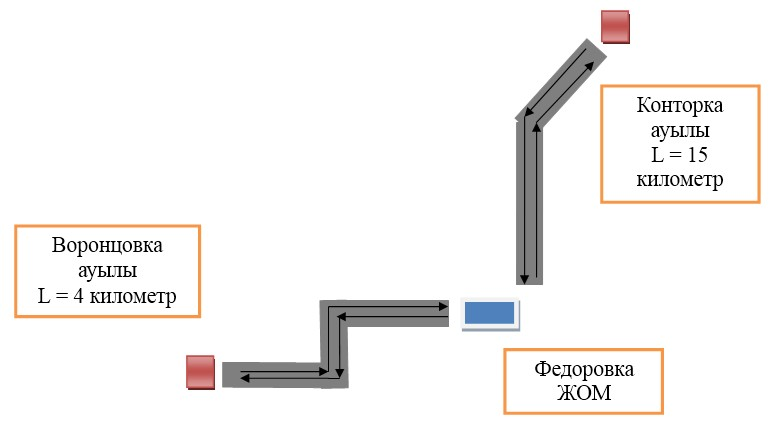 Конторка
ауылы
L = 15
километр
Воронцовка
ауылы
L = 4 километр
Федоровка
ЖОМ